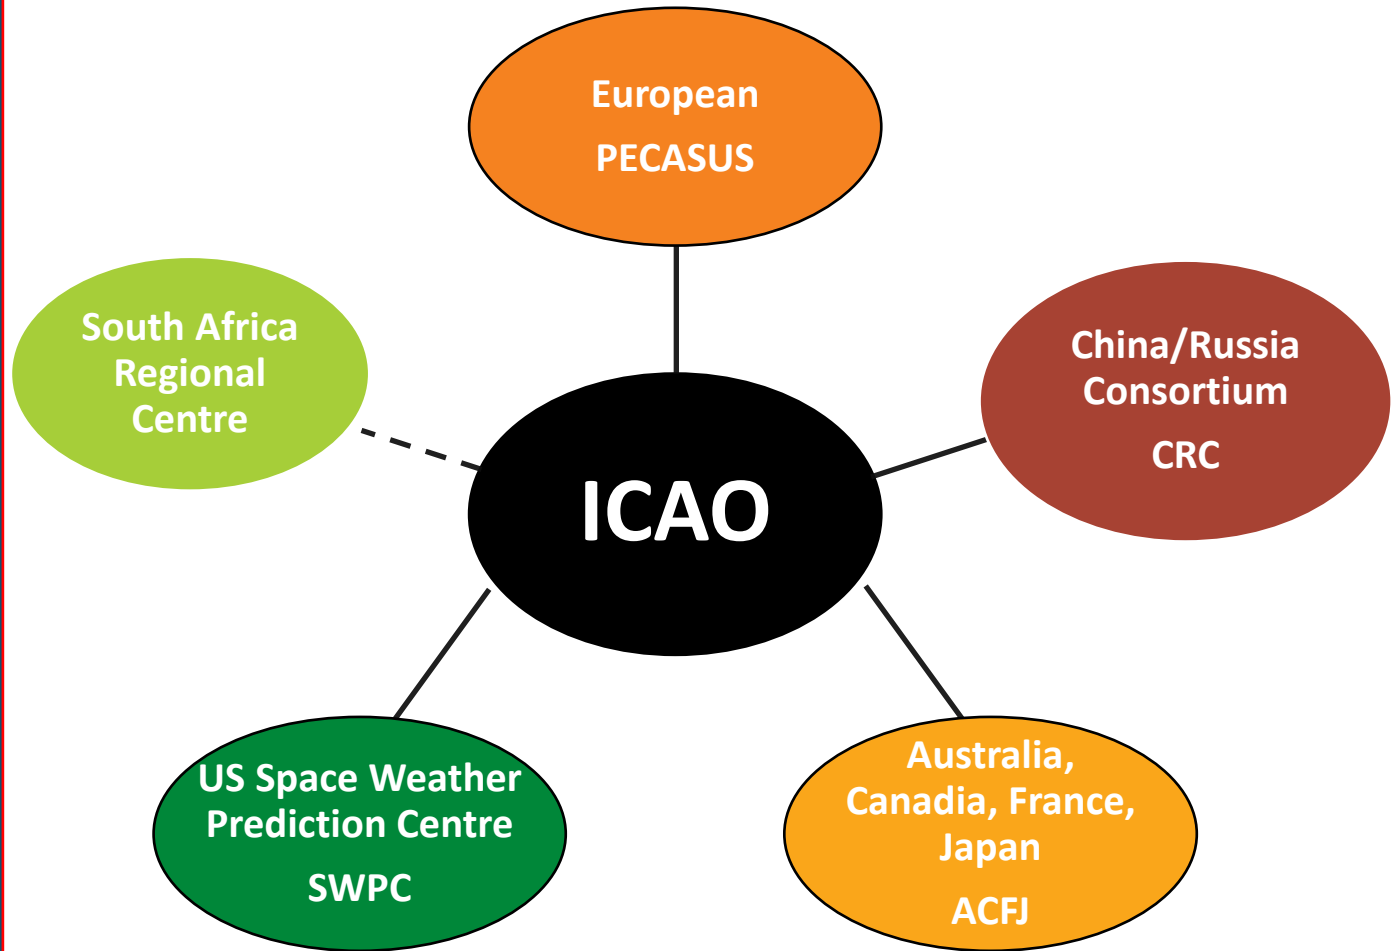 European
PECASUS
South Africa
Regional
Centre
China/Russia
Consortium
CRC
ICAO
US Space Weather
Prediction Centre
SWPC
Australia,
Canadia, France,
Japan
ACFJ